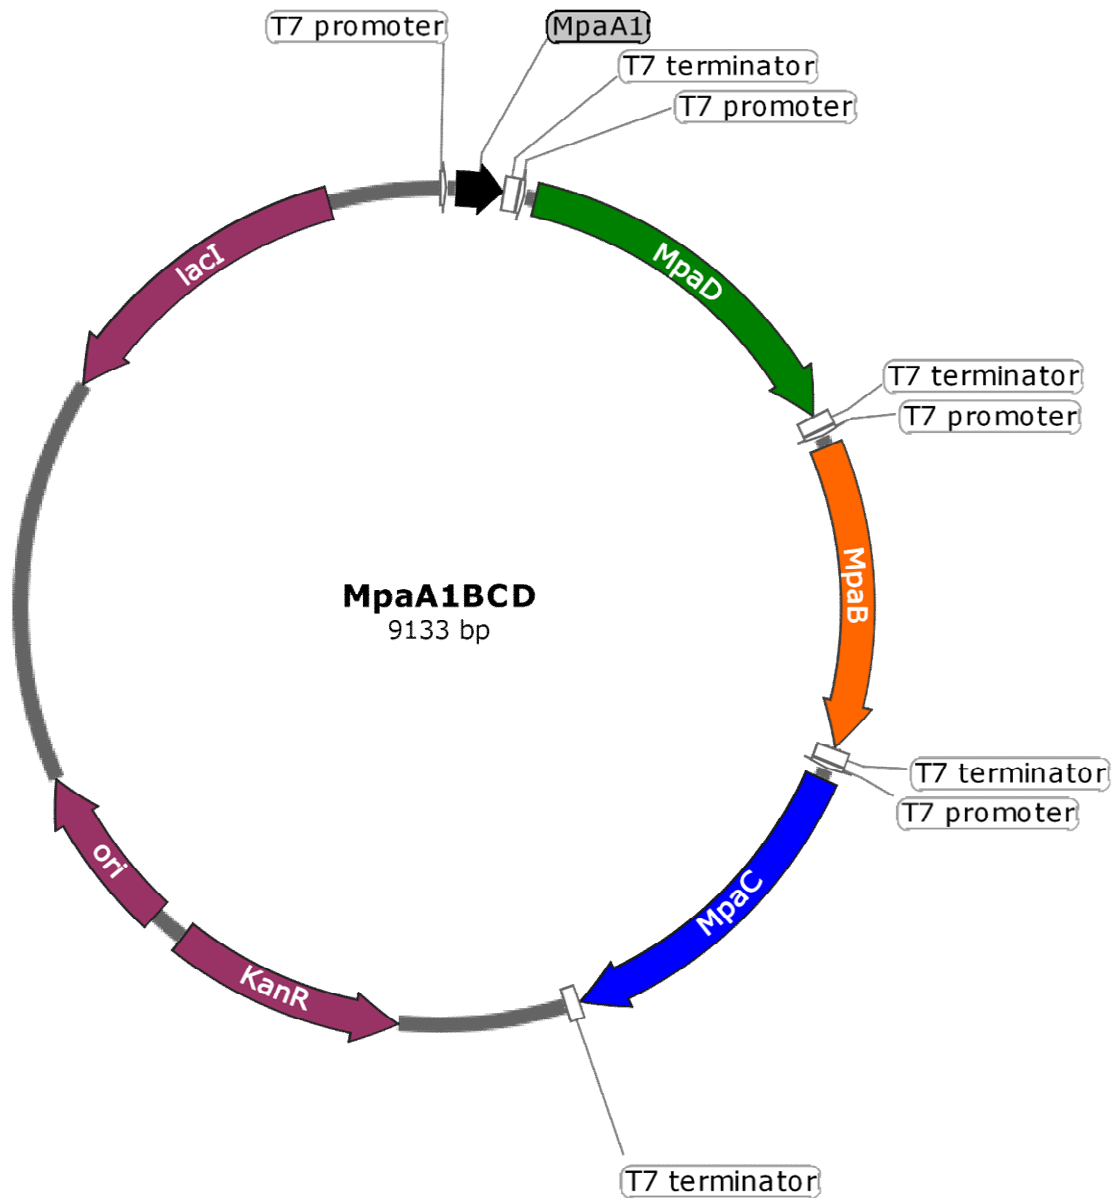 T7 promoter
MpaA1
T7 terminator
T7 promoter
MpaD
lacI
T7 terminator
T7 promoter
MpaB
MpaA1BCD
9133 bp
T7 terminator
T7 promoter
MpaC
ori
KanR
T7 terminator